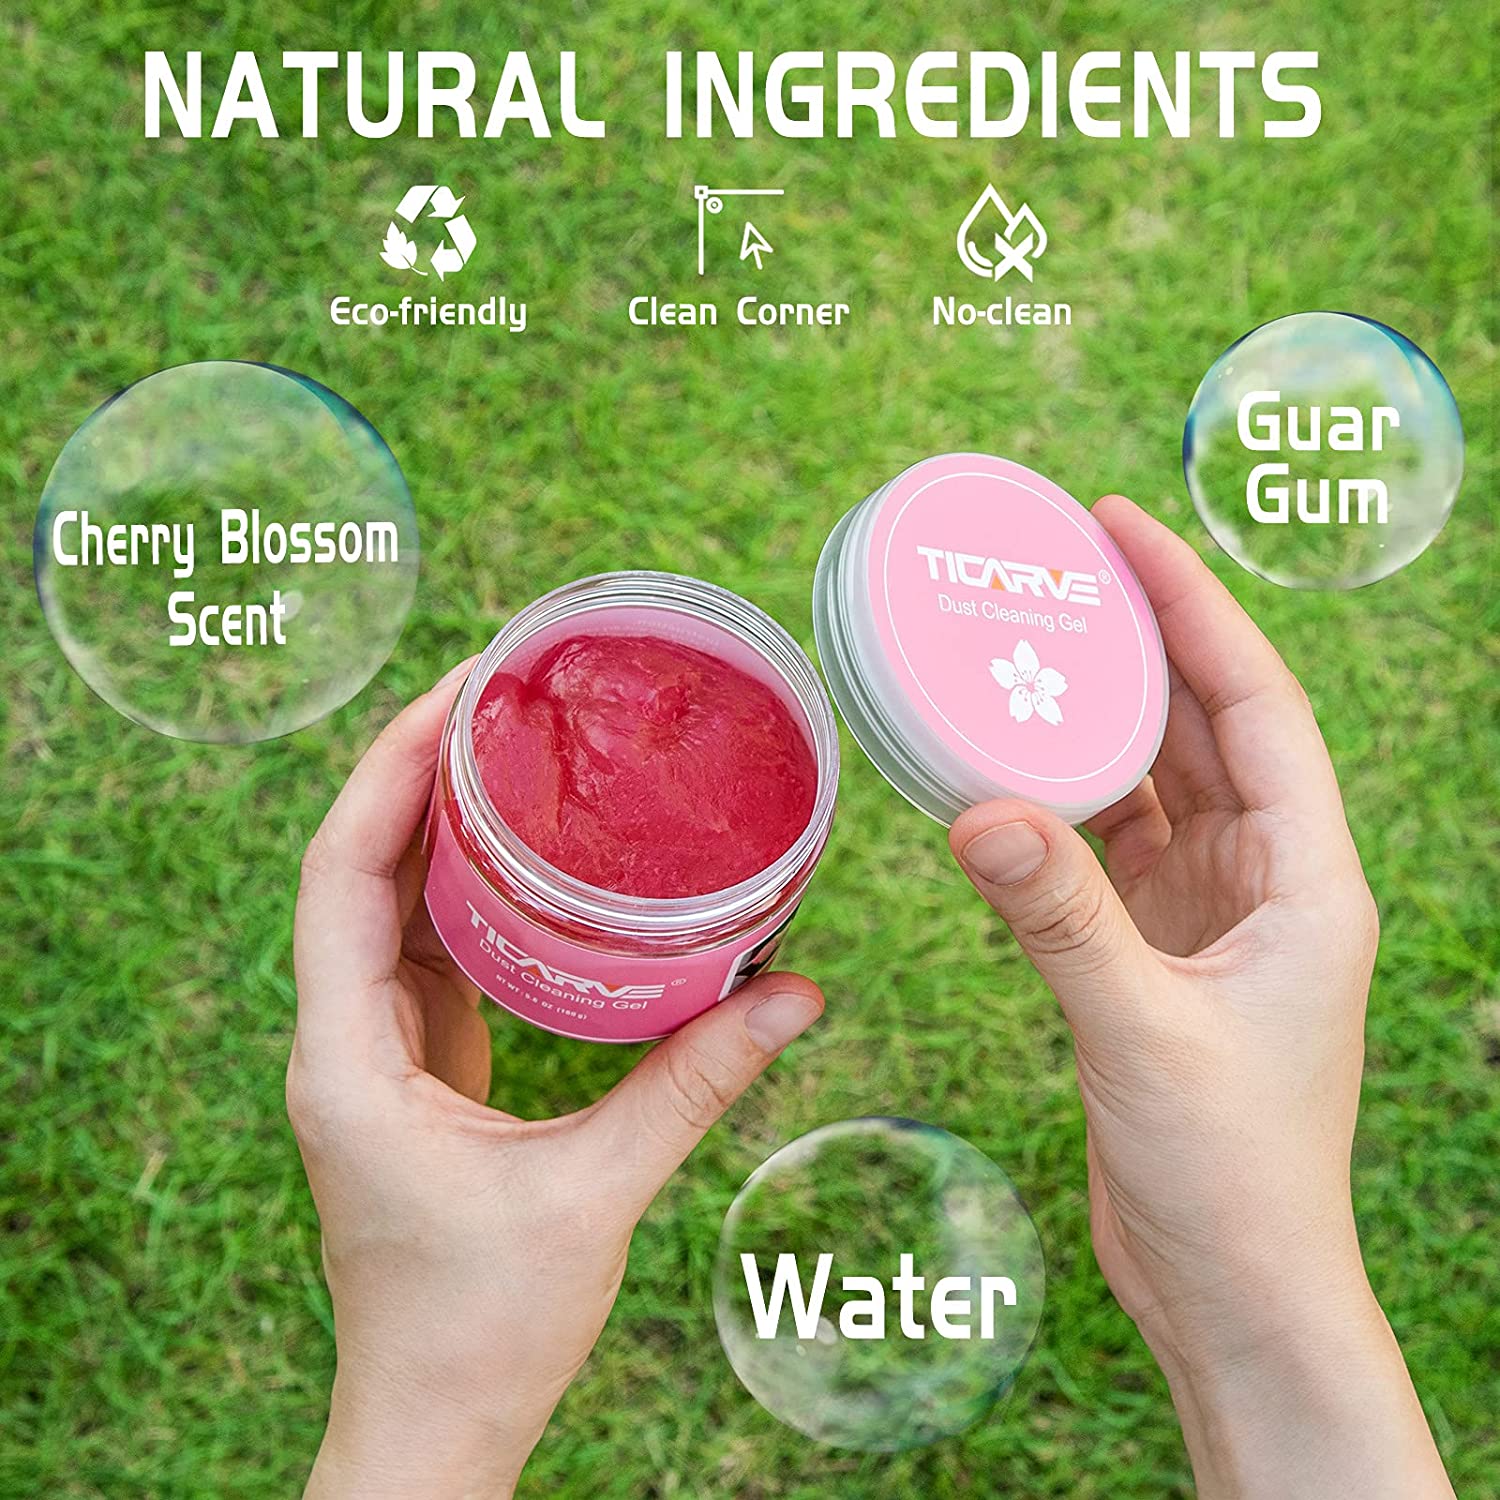 NATURAL INGREDIENTS
Eco-friendly
Clean Corner
No-clean
Guar
Gum
Cherry Blossom
Scent
TICARVE®
Dust Cleaning Gel
TICARVE®
Dust Cleaning Gel
Water